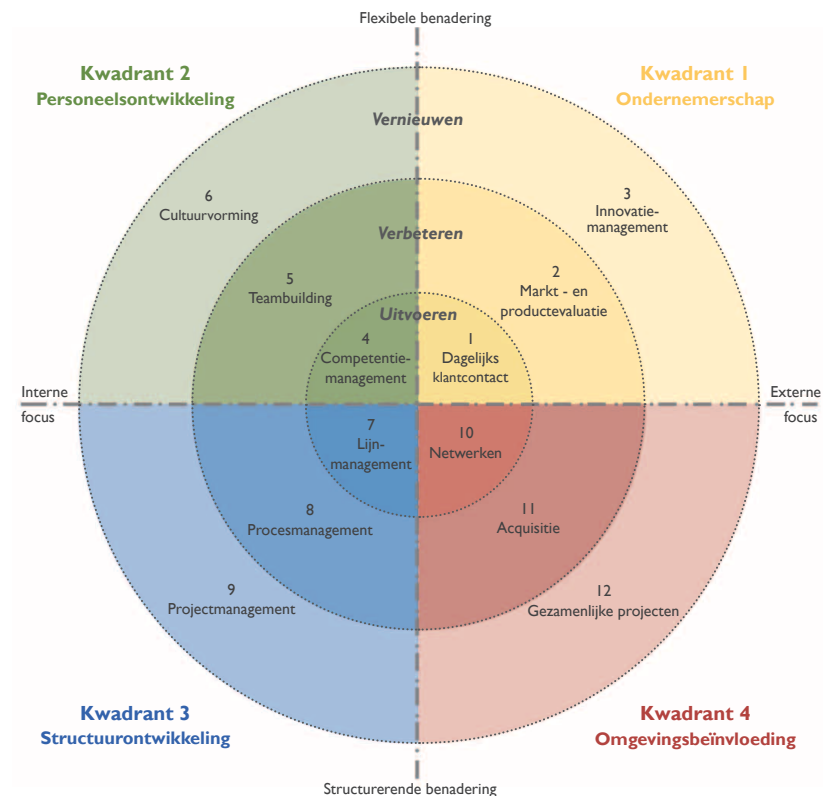 Flexibele benadering
Kwadrant 2
Personeelsontwikkeling
Kwadrant 1
Ondernemerschap
Vernieuwen
6
Cultuurvorming
3
Innovatie-
management
Verbeteren
5
Teambuilding
2
Markt - en
productevaluatie
Uitvoeren
4
Competentie-
management
1
Dagelijks
klantcontact
Interne
focus
Externe
focus
7
Lijn-
management
10
Netwerken
8
Procesmanagement
11
Acquisitie
9
Projectmanagement
12
Gezamenlijke projecten
Kwadrant 3
Structuurontwikkeling
Kwadrant 4
Omgevingsbeïnvloeding
Structurerende benadering